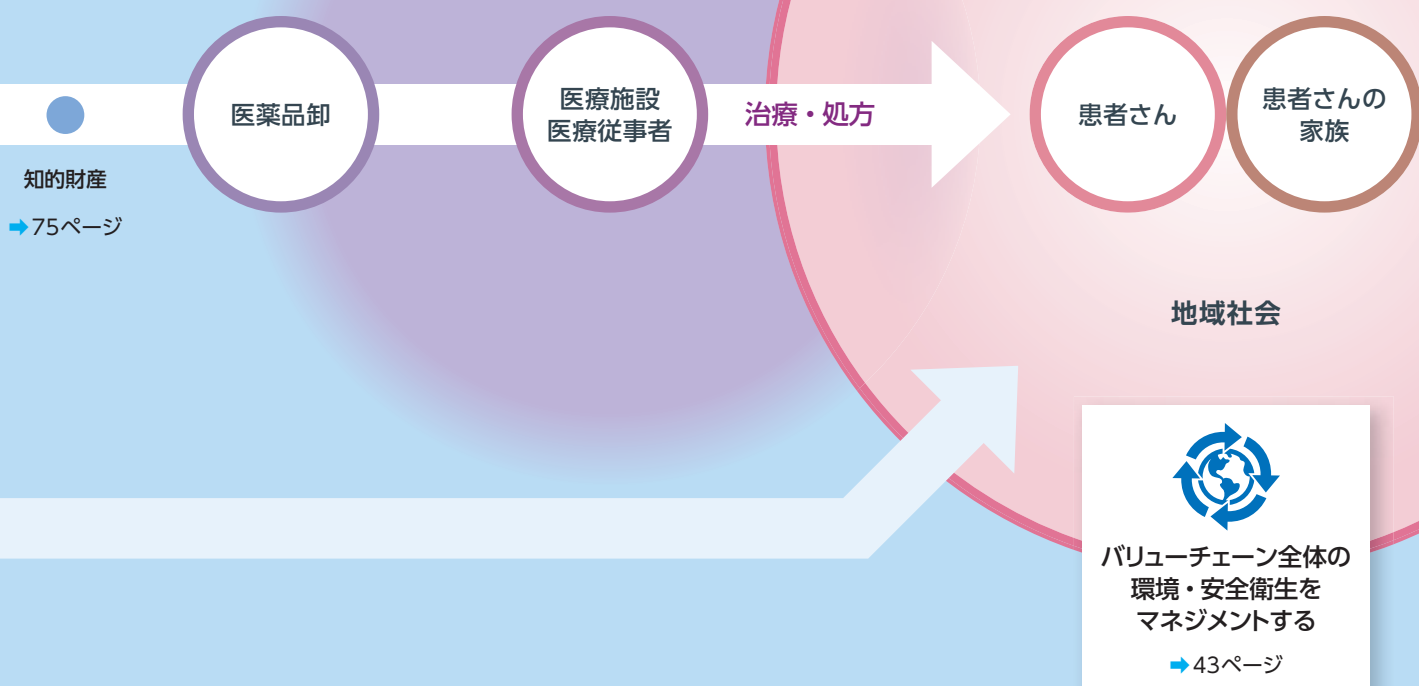 医薬品卸
医療施設
医療従事者
治療・処方
患者さん
患者さんの
家族
知的財産
➡75ページ
地域社会
バリューチェーン全体の
環境・安全衛生を
マネジメントする
➡43ページ